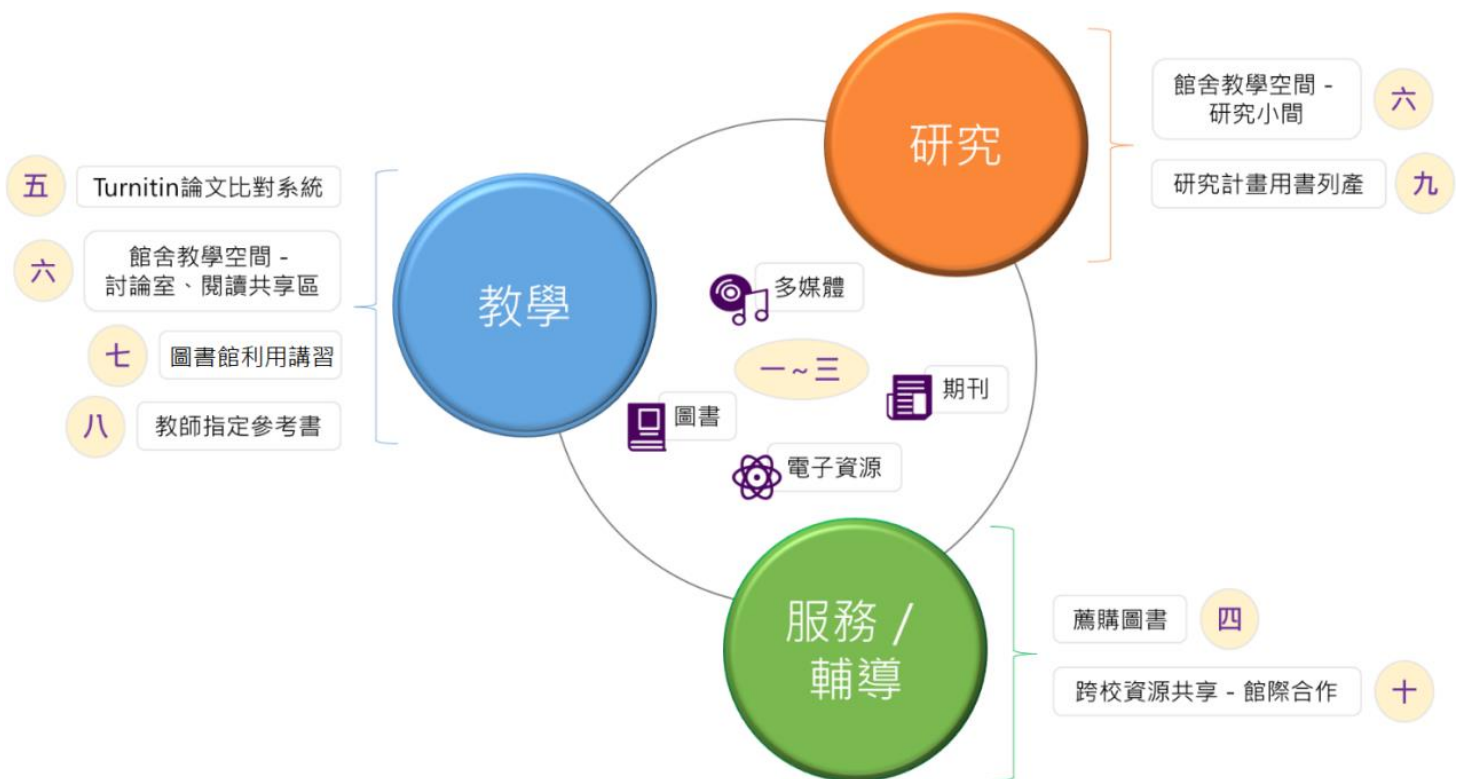 研究
館舍教學空間 -
研究小間
六
研究計畫用書列產
九
教學
五
Turnitin論文比對系統
六
館舍教學空間 -
討論室、閱讀共享區
七
圖書館利用講習
八
教師指定參考書
多媒體
一~三
期刊
圖書
電子資源
服務 /
輔導
薦購圖書
四
跨校資源共享 - 館際合作
十